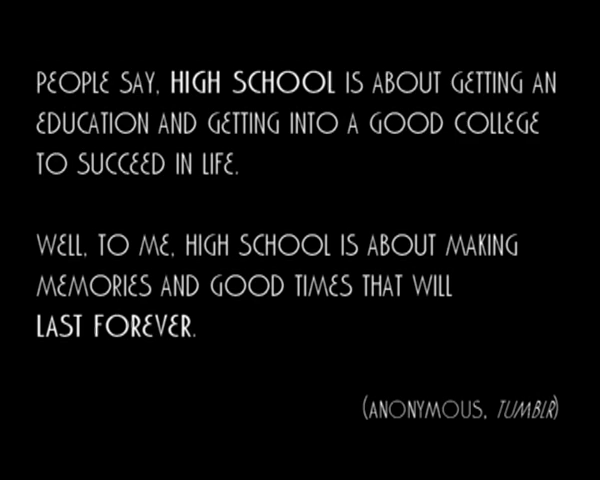 PEOPLE SAY, HIGH SCHOOL IS ABOUT GETTING AN
EDUCATION AND GETTING INTO A GOOD COLLEGE
TO SUCCEED IN LIFE.
WELL, TO ME, HIGH SCHOOL IS ABOUT MAKING
MEMORIES AND GOOD TIMES THAT WILL
LAST FOREVER.
(ANONYMOUS, TUMBLR)